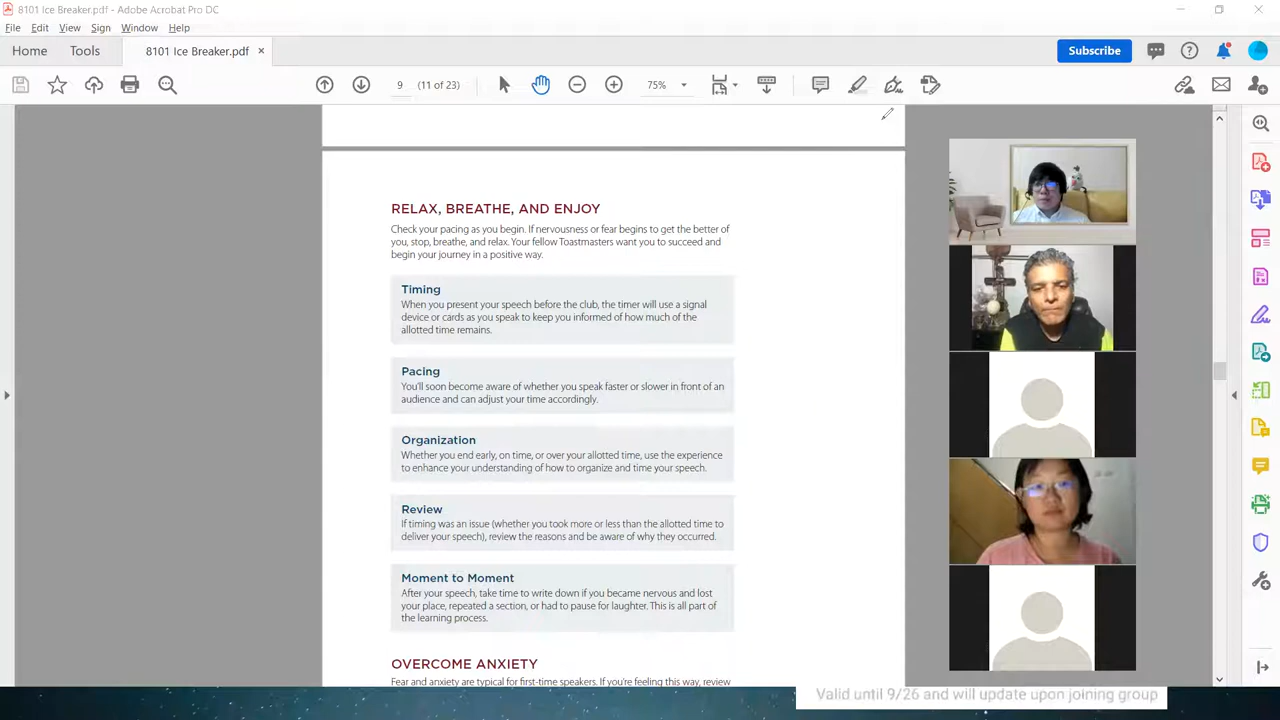 8101 Ice Breaker.pdf - Adobe Acrobat Pro DC
File Edit View Sign Window Help
Home Tools 8101 Ice Breaker.pdf × Subscribe
9 (11 of 23) 75%
RELAX, BREATHE, AND ENJOY
Check your pacing as you begin. If nervousness or fear begins to get the better of
you, stop, breathe, and relax. Your fellow Toastmasters want you to succeed and
begin your journey in a positive way.
Timing
When you present your speech before the club, the timer will use a signal
device or cards as you speak to keep you informed of how much of the
allotted time remains.
Pacing
You'll soon become aware of whether you speak faster or slower in front of an
audience and can adjust your time accordingly.
Organization
Whether you end early, on time, or over your allotted time, use the experience
to enhance your understanding of how to organize and time your speech.
Review
If timing was an issue (whether you took more or less than the allotted time to
deliver your speech), review the reasons and be aware of why they occurred.
Moment to Moment
After your speech, take time to write down if you became nervous and lost
your place, repeated a section, or had to pause for laughter. This is all part of
the learning process.
OVERCOME ANXIETY
Fear and anxiety are typical for first-time speakers. If you're feeling this way, review
Valid until 9/26 and will update upon joining group